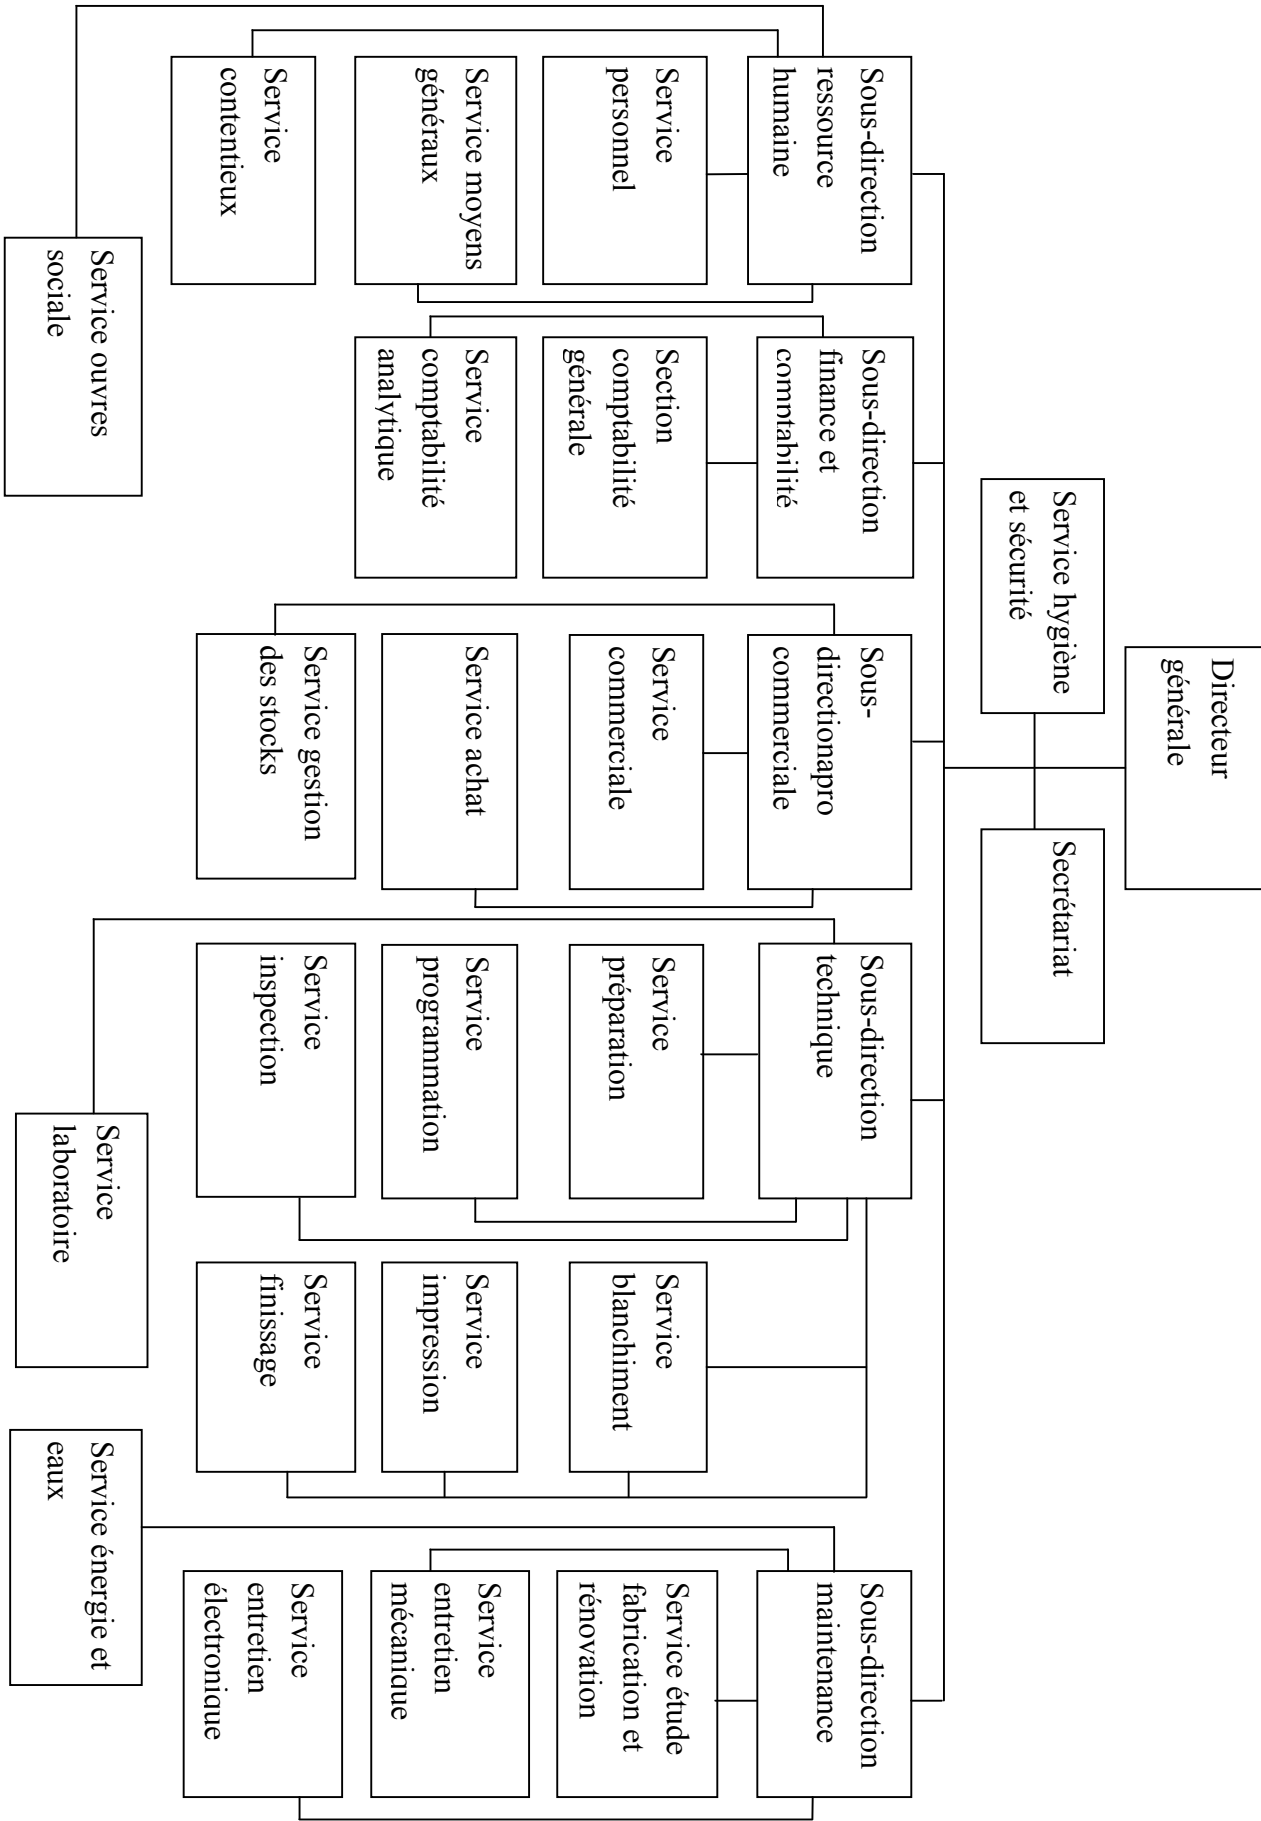 Directeur
générale
Service hygiène
et sécurité
Secrétariat
Sous-direction
ressource
humaine
Sous-direction
finance et
comptabilité
Sous-
directionapro
commerciale
Sous-direction
technique
Sous-direction
maintenance
Service
personnel
Section
comptabilité
générale
Service
commerciale
Service
préparation
Service
blanchiment
Service étude
fabrication et
rénovation
Service moyens
généraux
Service
comptabilité
analytique
Service achat
Service
programmation
Service
impression
Service
entretien
mécanique
Service
contentieux
Service gestion
des stocks
Service
inspection
Service
finissage
Service
entretien
électronique
Service ouvres
sociale
Service
laboratoire
Service énergie et
eaux